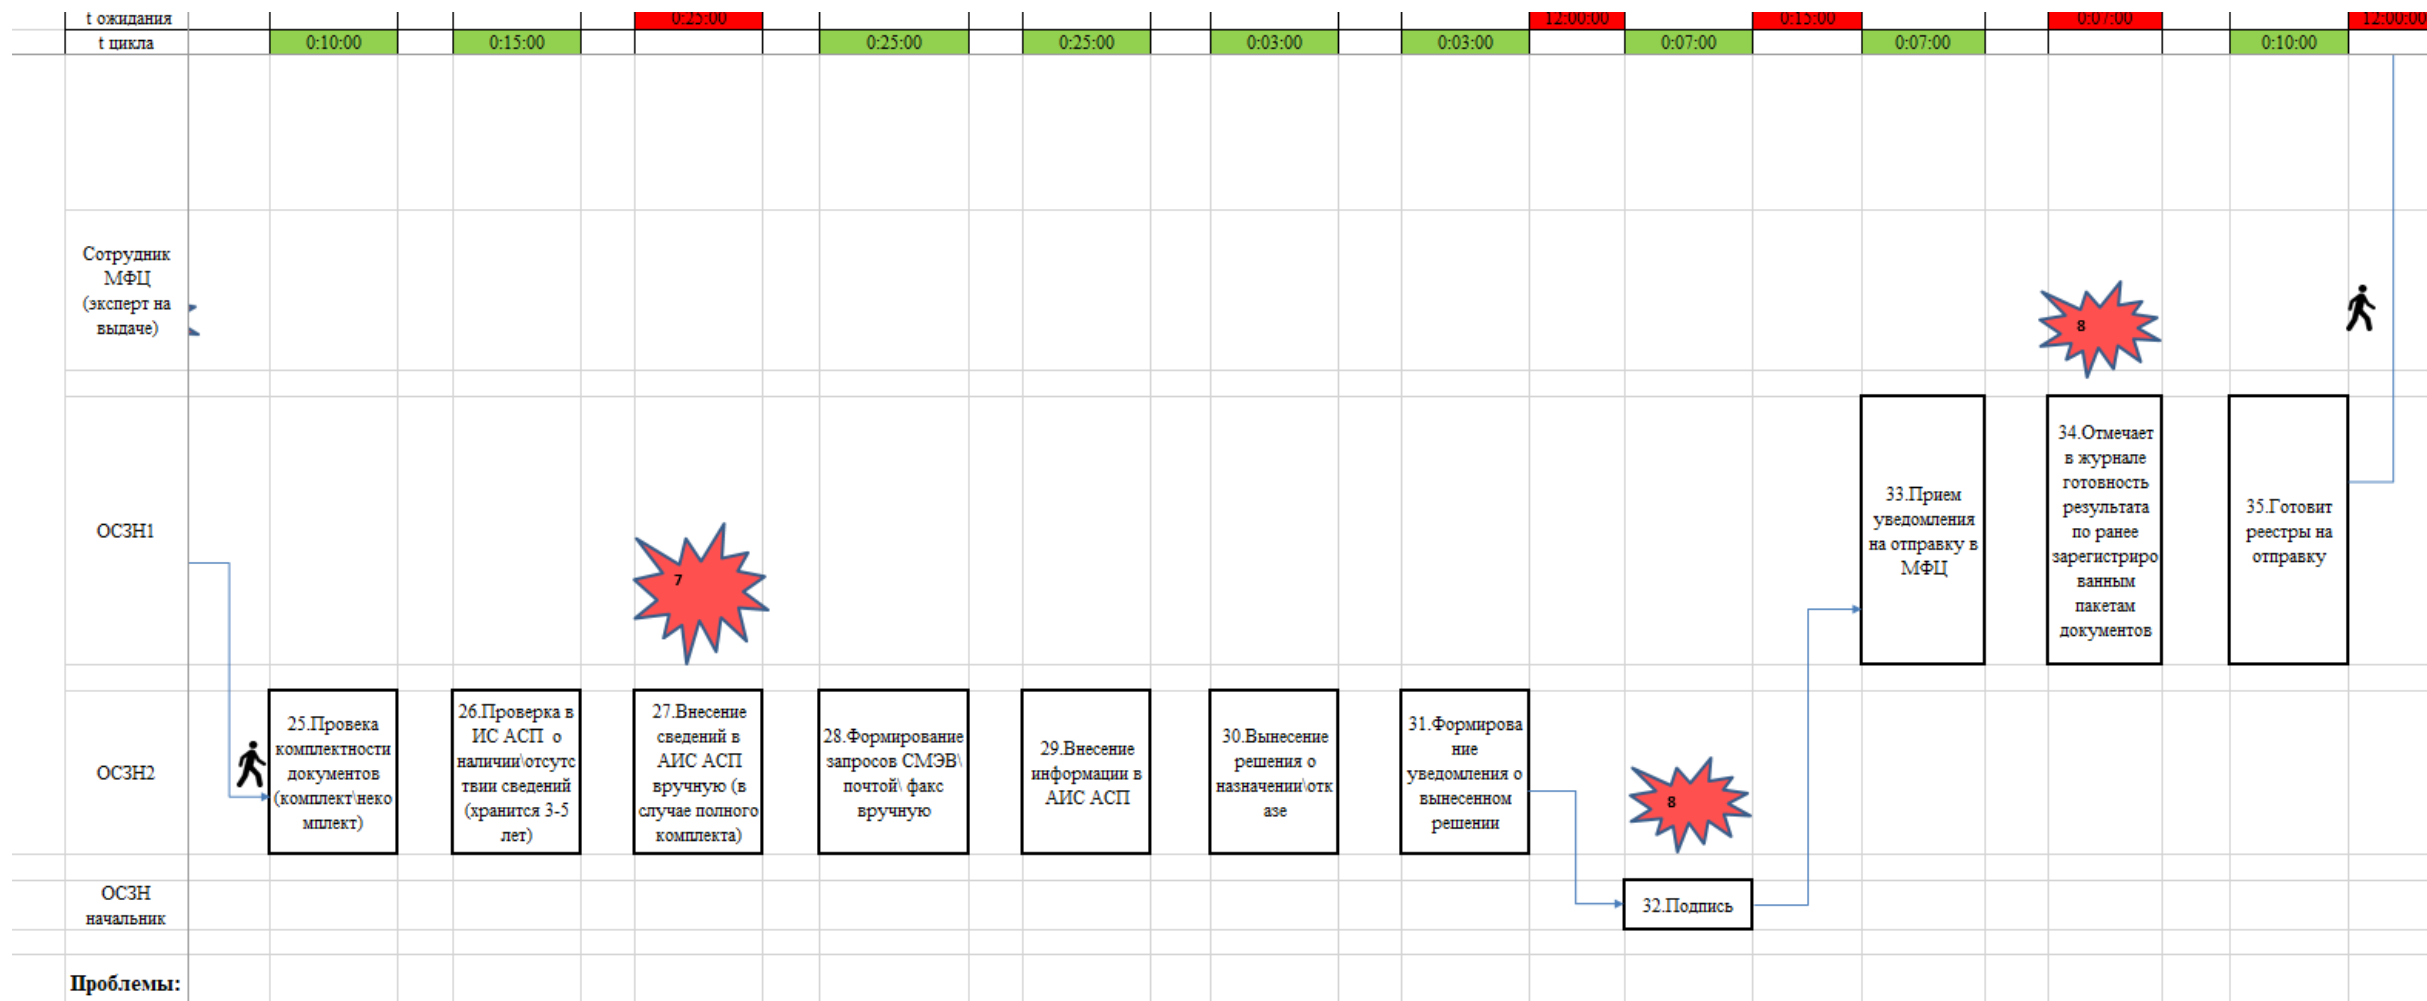 t ожидания 0:25:00 12:00:00 0:15:00 0:07:00 12:00:00
t цикла 0:10:00 0:15:00 0:25:00 0:25:00 0:03:00 0:03:00 0:07:00 0:07:00 0:10:00
Сотрудник
МФЦ
(эксперт на
выдаче)
8
ОСЗН1
7
33.Прием
уведомления
на отправку в
МФЦ
34.Отмечает
в журнале
готовность
результата
по ранее
зарегистриро
ванным
пакетам
документов
35.Готовит
реестры на
отправку
ОСЗН2
25.Провека
комплектности
документов
(комплект\неко
мплект)
26.Проверка в
ИС АСП о
наличии\отсутс
твии сведений
(хранится 3-5
лет)
27.Внесение
сведений в
АИС АСП
вручную (в
случае полного
комплекта)
28.Формирование
запросов СМЭВ\
почтой\ факс
вручную
29.Внесение
информации в
АИС АСП
30.Вынесение
решения о
назначении\отк
азе
31.Формирова
ние
уведомления о
вынесенном
решении
8
ОСЗН
начальник
32.Подпись
Проблемы: